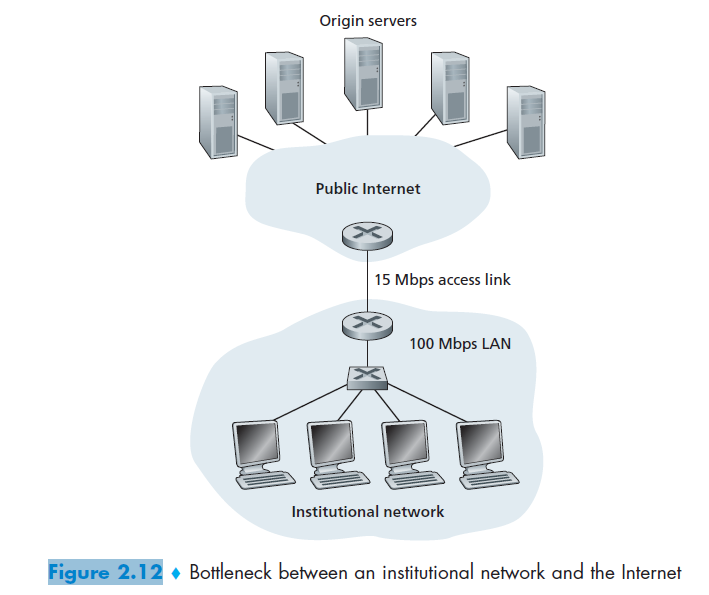 Origin servers
Public Internet
15 Mbps access link
100 Mbps LAN
Institutional network
Figure 2.12 ♦ Bottleneck between an institutional network and the Internet